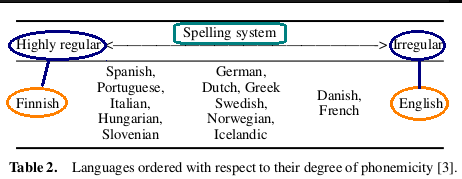 Spelling system
Highly regular <————————————————> Irregular
Finnish Spanish, Portuguese, Italian, Hungarian, Slovenian German, Dutch, Greek Swedish, Norwegian, Icelandic Danish, French English
Table 2. Languages ordered with respect to their degree of phonemicity [3].